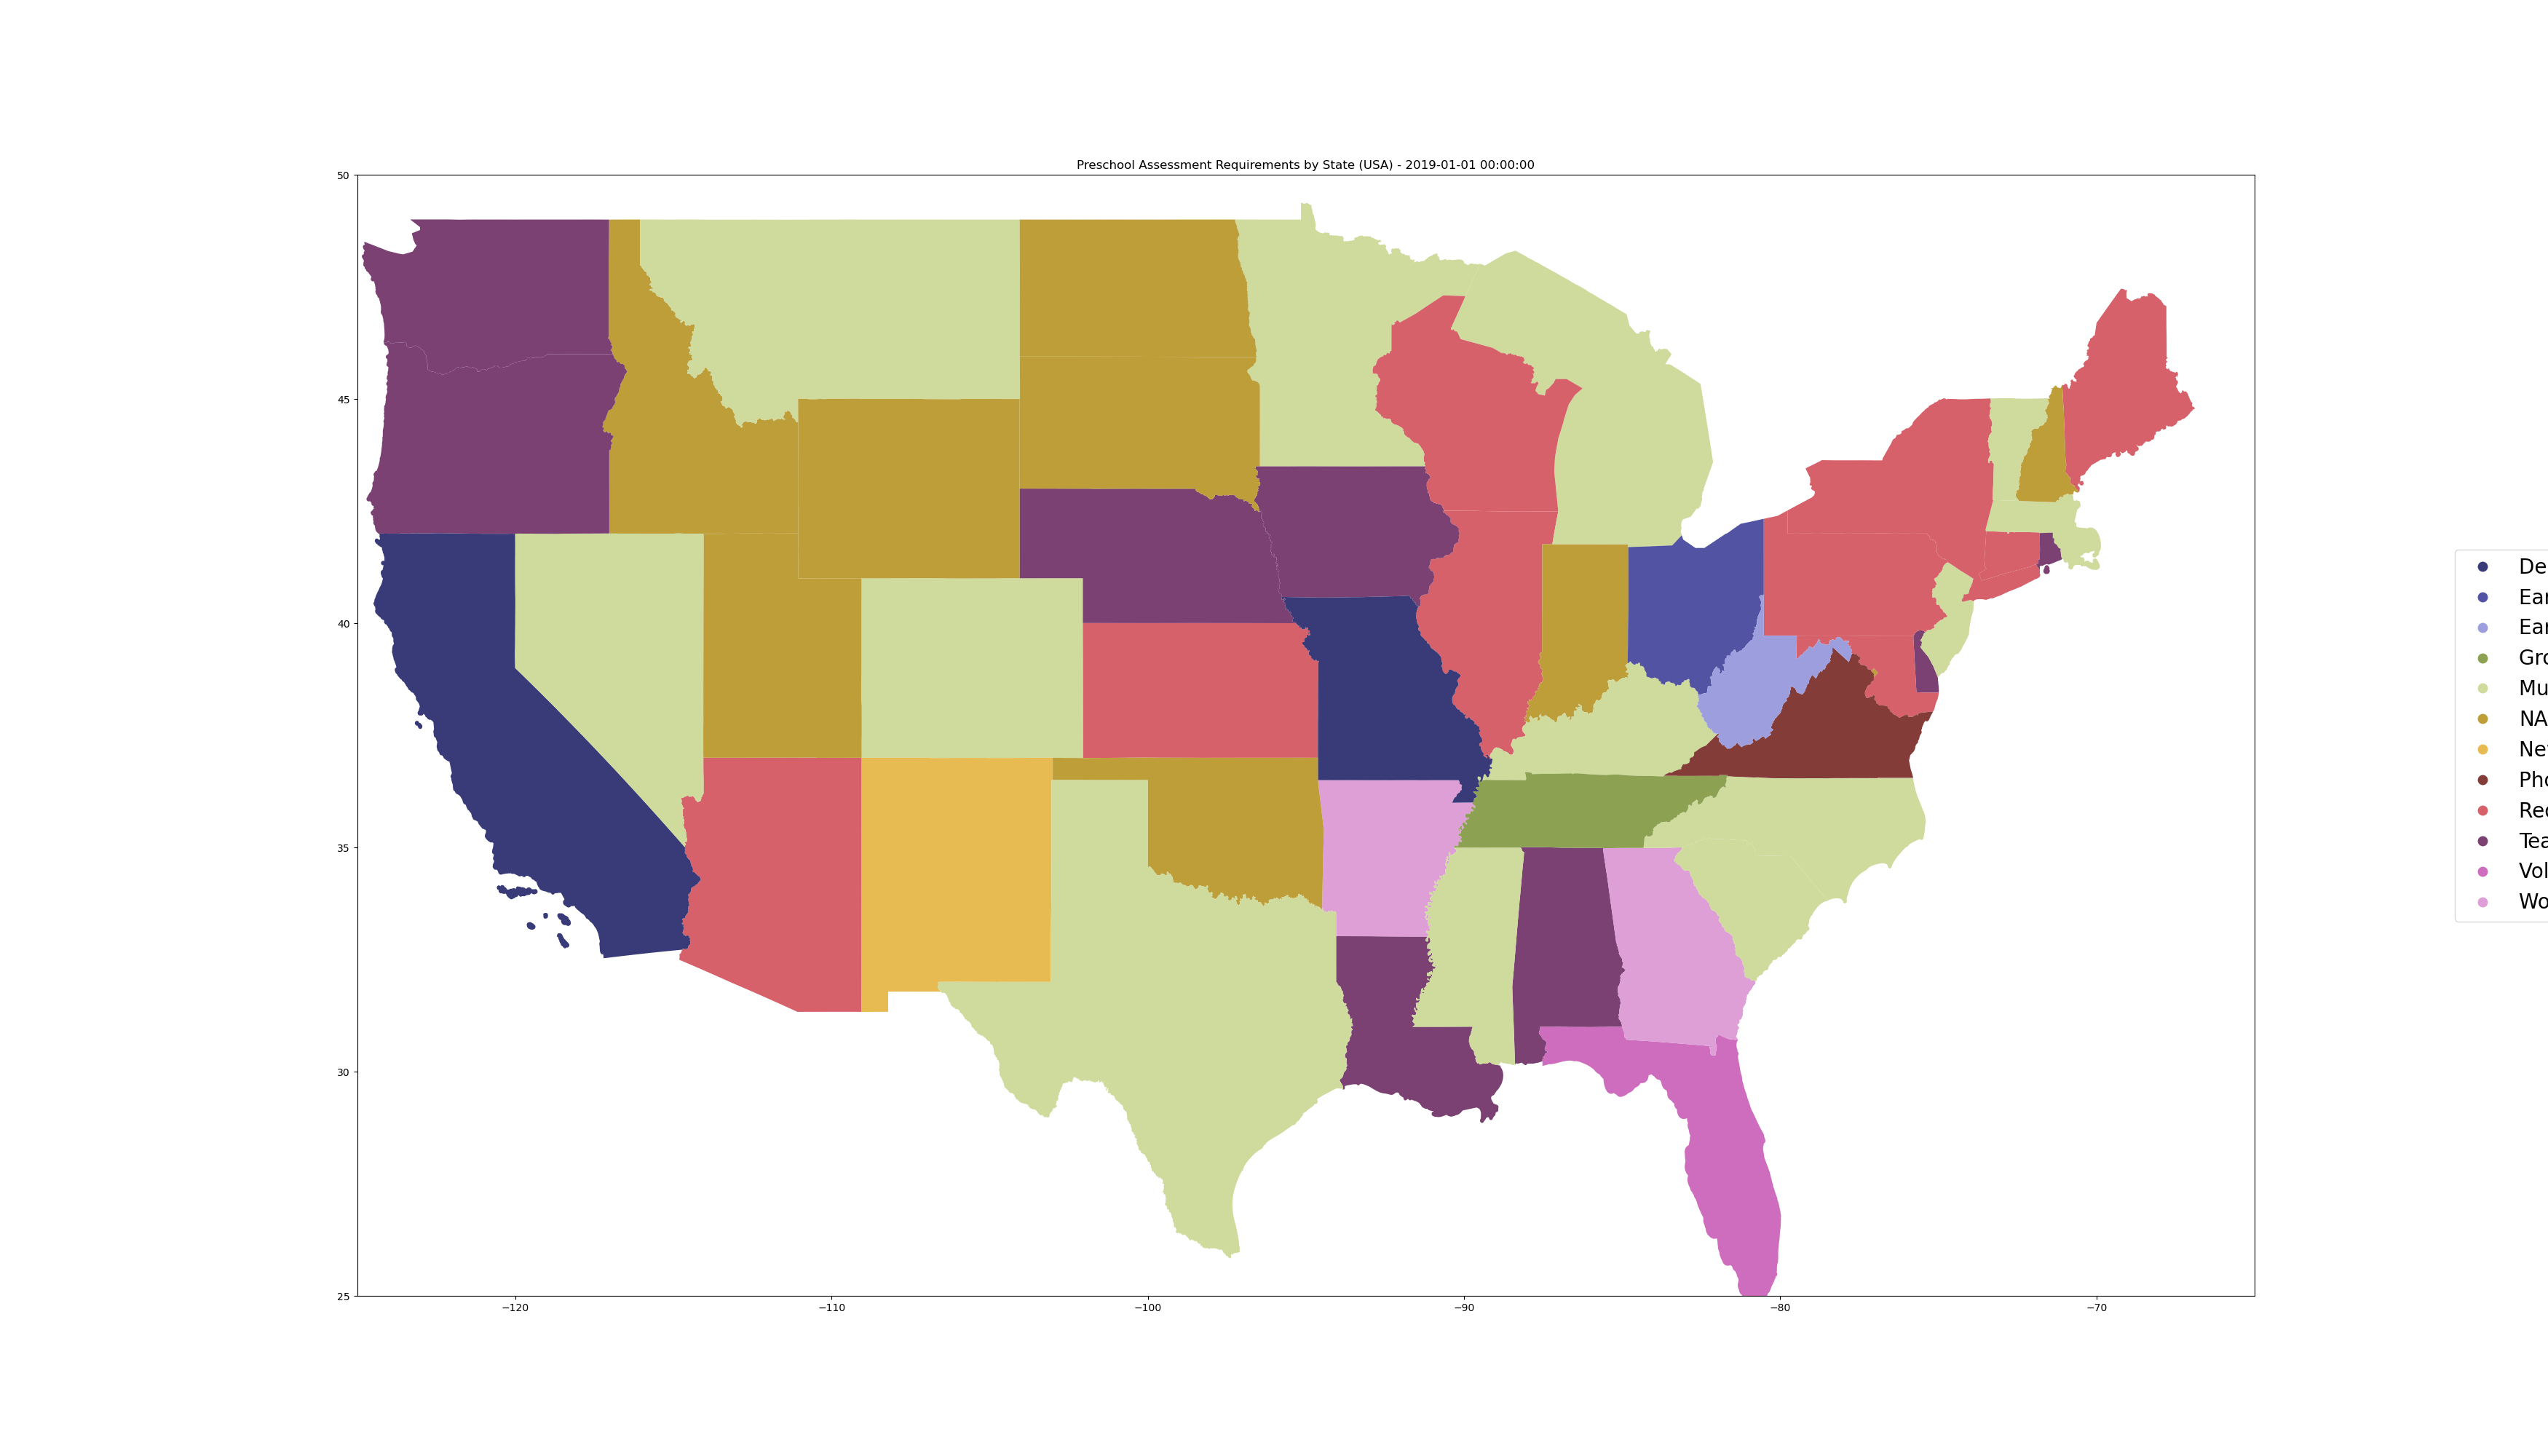 Preschool Assessment Requirements by State (USA) - 2019-01-01 00:00:00
50
45
40
35
30
25
−120
−110
−100
−90
−80
−70
De
Ear
Ear
Gro
Mu
NA
Ne
Pho
Rec
Tea
Vol
Wo